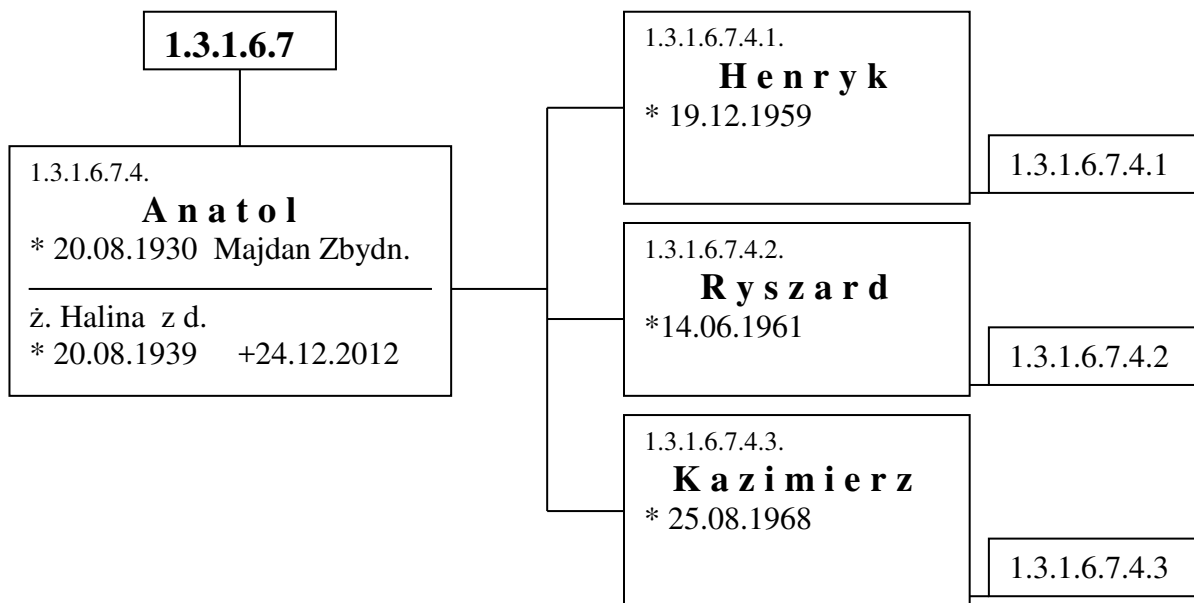 1.3.1.6.7
1.3.1.6.7.4.
A n a t o l
* 20.08.1930 Majdan Zbydn.
ż. Halina z d.
* 20.08.1939 +24.12.2012
1.3.1.6.7.4.1.
H e n r y k
* 19.12.1959
1.3.1.6.7.4.1
1.3.1.6.7.4.2.
R y s z a r d
*14.06.1961
1.3.1.6.7.4.2
1.3.1.6.7.4.3.
K a z i m i e r z
* 25.08.1968
1.3.1.6.7.4.3